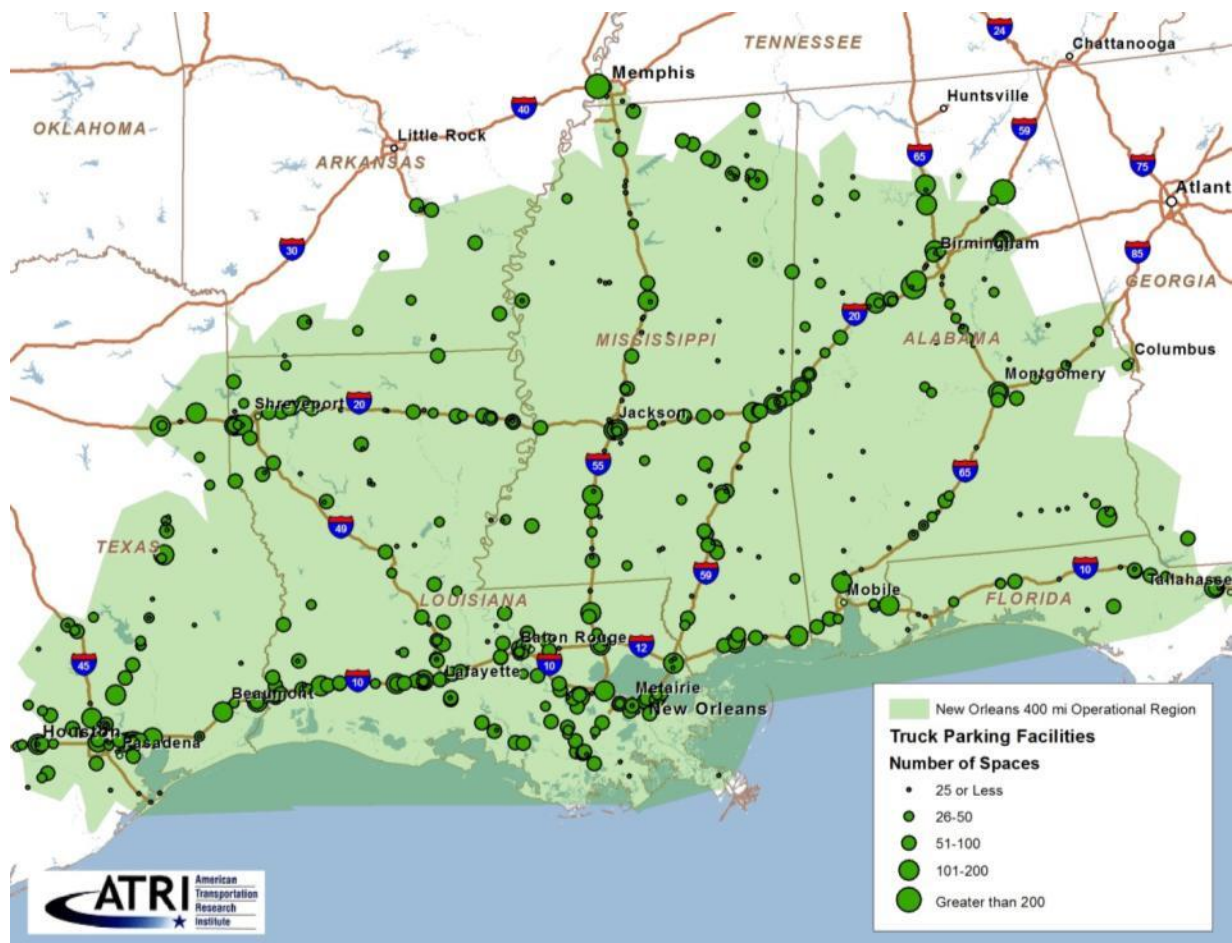 TENNESSEE
24
Chattanooga
Memphis
Huntsville
40
OKLAHOMA
Little Rock
59
ARKANSAS
65
75
Atlant
30
Birmingham
85
GEORGIA
20
MISSISSIPPI
ALABAMA
Columbus
Montgomery
Shreveport
20
Jackson
55
65
49
TEXAS
59
10
Tallahasse
Mobile
FLORIDA
LOUISIANA
Baton Rouge
12
45
Lafayette
10
10
Beaumont
Metairie
New Orleans
Houston
Pasadena
New Orleans 400 mi Operational Region
Truck Parking Facilities
Number of Spaces
25 or Less
26-50
51-100
101-200
Greater than 200
ATRI
American
Transportation
Research
Institute